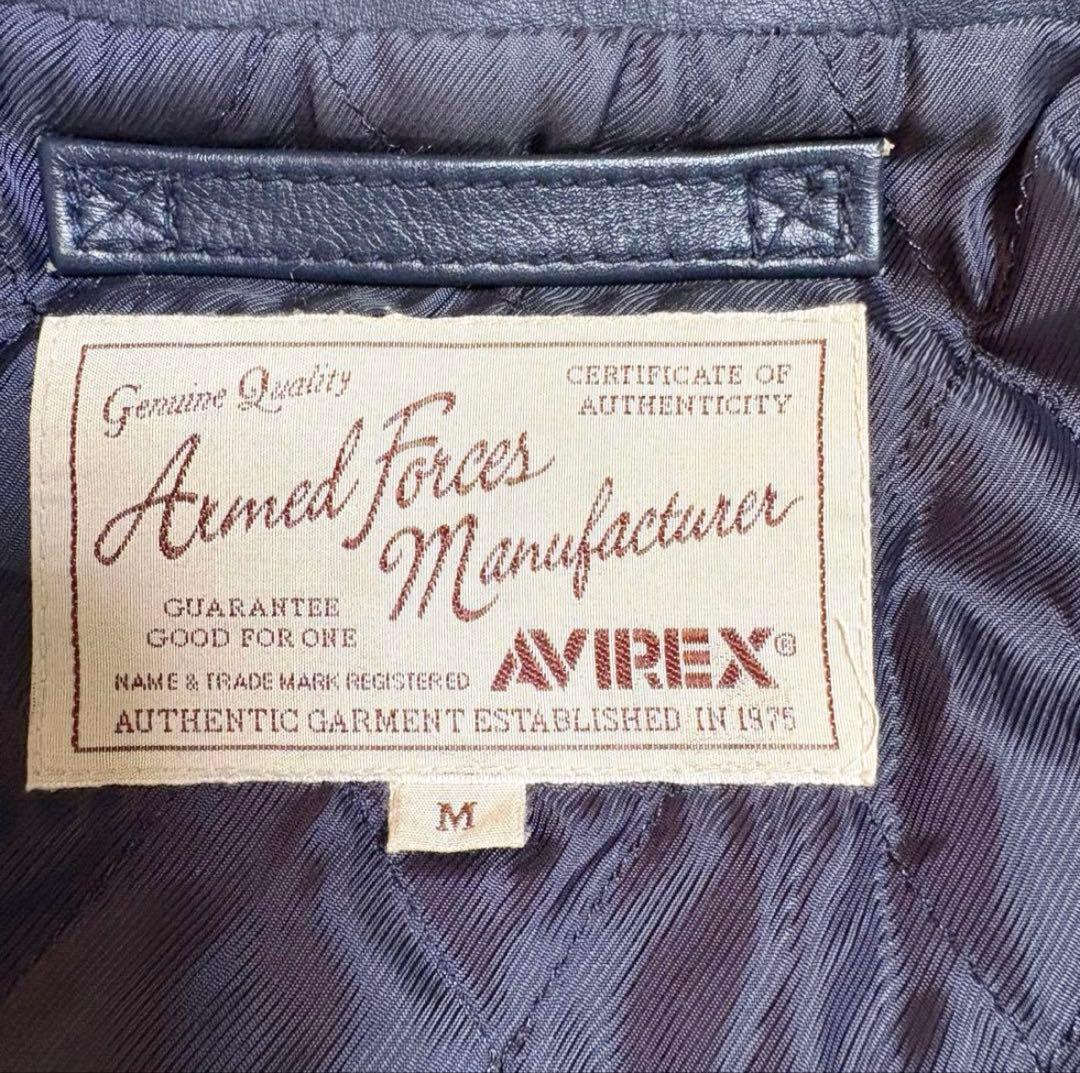 Genuine Quality
CERTIFICATE OF
AUTHENTICITY
Armed Forces
Manufacturer
GUARANTEE
GOOD FOR ONE
NAME & TRADE MARK REGISTERED
AVIREX®
AUTHENTIC GARMENT ESTABLISHED IN 1975
M